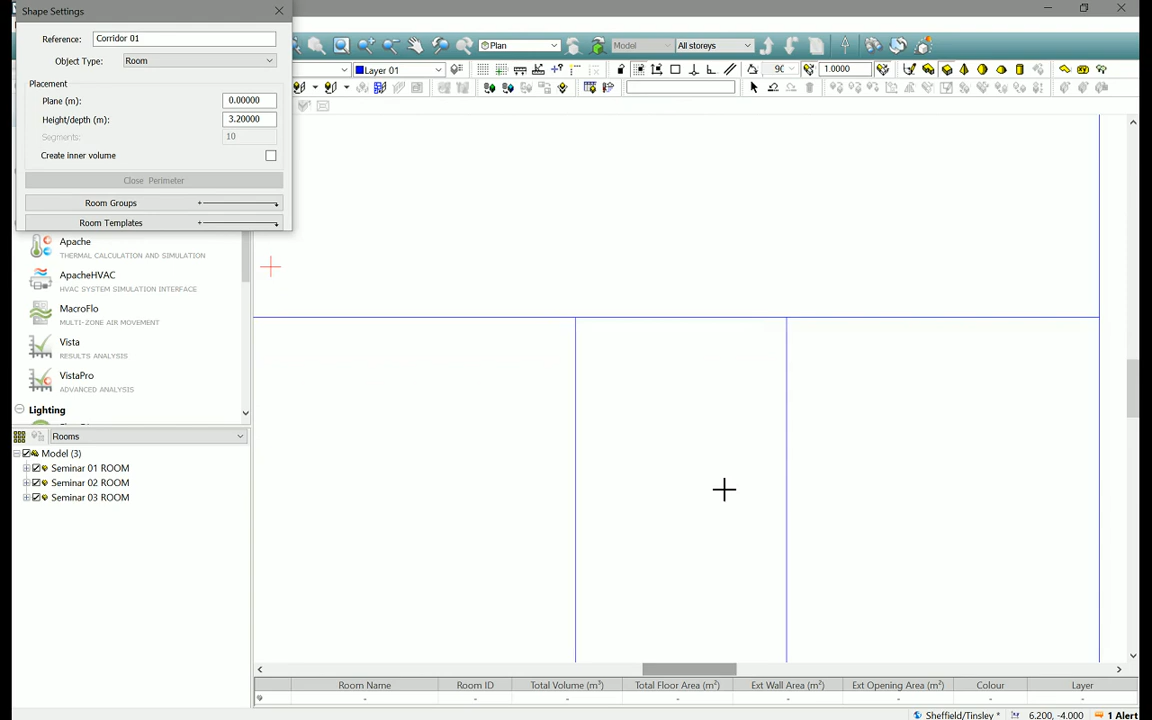 Shape Settings
Reference: Corridor 01
Object Type: Room
Placement
Plane (m): 0.00000
Height/depth (m): 3.20000
Segments: 10
Create inner volume
Close Perimeter
Room Groups
Room Templates
Plan
Model
All storeys
Layer 01
90
1.0000
Apache
THERMAL CALCULATION AND SIMULATION
ApacheHVAC
HVAC SYSTEM SIMULATION INTERFACE
MacroFlo
MULTI-ZONE AIR MOVEMENT
Vista
RESULTS ANALYSIS
VistaPro
ADVANCED ANALYSIS
Lighting
Rooms
Model (3)
Seminar 01 ROOM
Seminar 02 ROOM
Seminar 03 ROOM
Room Name Room ID Total Volume (m³) Total Floor Area (m²) Ext Wall Area (m²) Ext Opening Area (m²) Colour Layer
- - - - - - - -
Sheffield/Tinsley * 6.200, -4.000 1 Alert